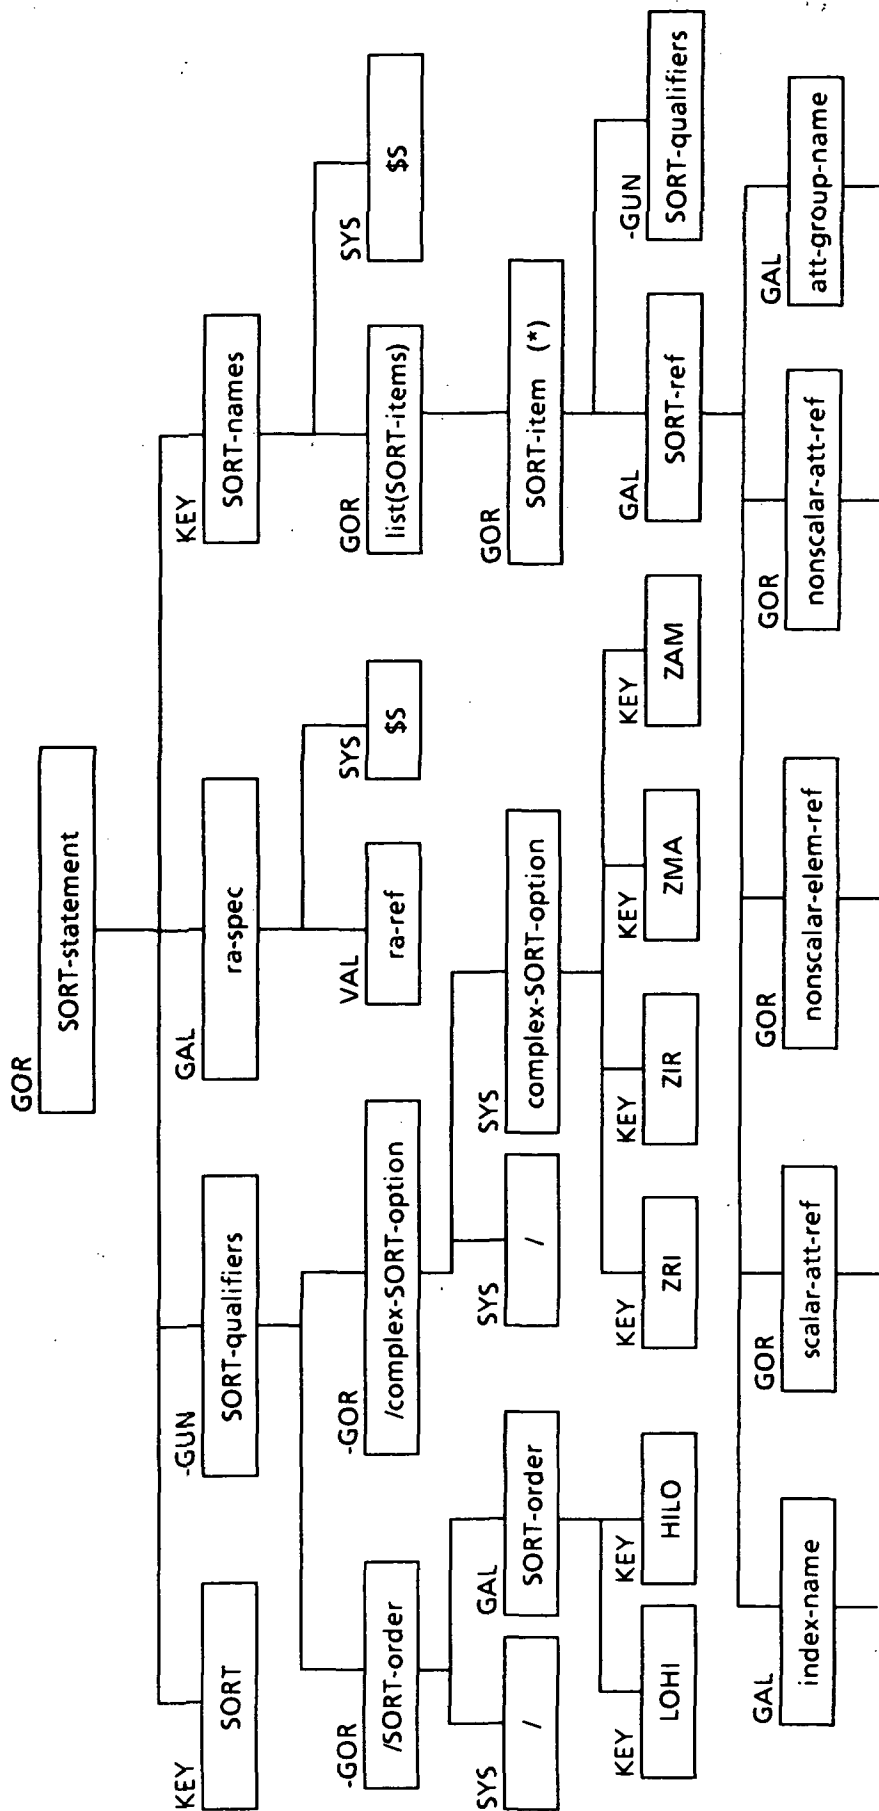 GOR
SORT-statement
KEY
SORT
-GUN
SORT-qualifiers
GAL
ra-spec
KEY
SORT-names
-GOR
/SORT-order
-GOR
/complex-SORT-option
VAL
ra-ref
SYS
$S
GOR
list(SORT-items)
SYS
$S
SYS
/
GAL
SORT-order
SYS
/
SYS
complex-SORT-option
GOR
SORT-item (*)
KEY
LOHI
KEY
HILO
KEY
ZRI
KEY
ZIR
KEY
ZMA
KEY
ZAM
GAL
SORT-ref
-GUN
SORT-qualifiers
GAL
index-name
GOR
scalar-att-ref
GOR
nonscalar-elem-ref
GOR
nonscalar-att-ref
GAL
att-group-name